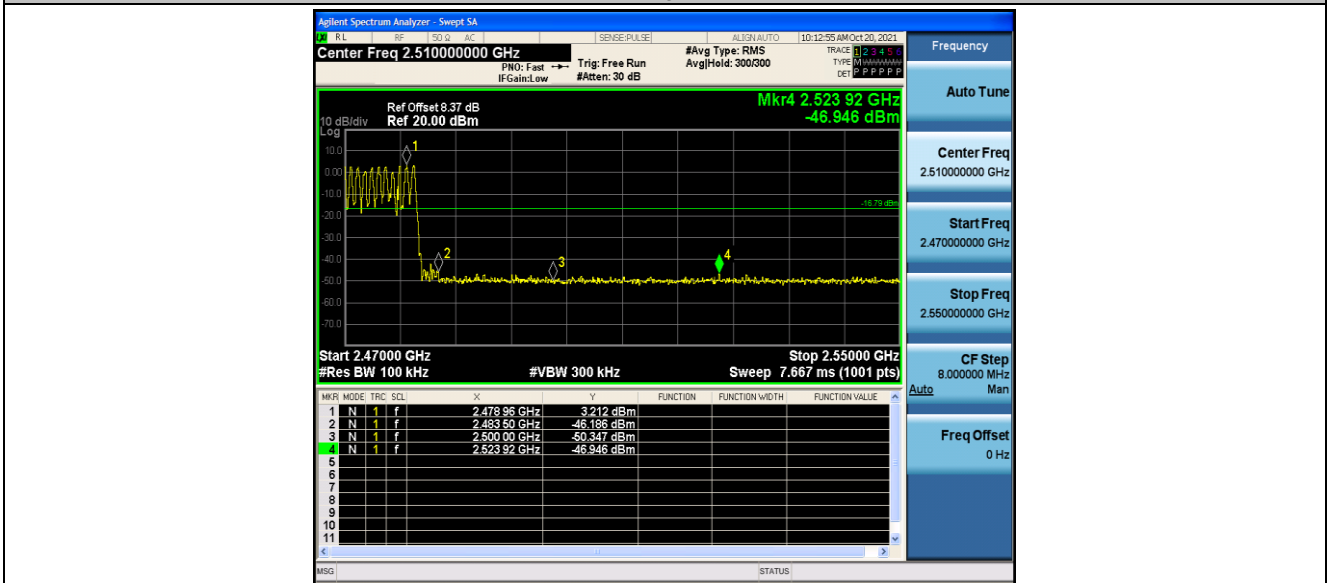 Agilent Spectrum Analyzer - Swept SA
RL RF 50 Ω AC SENSE:PULSE ALIGN AUTO 10:12:55 AM Oct 20, 2021
Center Freq 2.510000000 GHz
PNO: Fast
IFGain:Low
Trig: Free Run
#Atten: 30 dB
#Avg Type: RMS
Avg|Hold: 300/300
TRACE 1 2 3 4 5 6
TYPE M W W W W W
DET P P P P P P
Ref Offset 8.37 dB
10 dB/div Ref 20.00 dBm
Log
Mkr4 2.523 92 GHz
-46.946 dBm
10.0
0.00
-10.0
-20.0
-30.0
-40.0
-50.0
-60.0
-70.0
1
2
3
4
-16.79 dBm
Start 2.47000 GHz Stop 2.55000 GHz
#Res BW 100 kHz #VBW 300 kHz Sweep 7.667 ms (1001 pts)
MKR MODE TRC SCL X Y FUNCTION FUNCTION WIDTH FUNCTION VALUE
1 N 1 f 2.478 96 GHz 3.212 dBm
2 N 1 f 2.483 50 GHz -46.186 dBm
3 N 1 f 2.500 00 GHz -50.347 dBm
4 N 1 f 2.523 92 GHz -46.946 dBm
5
6
7
8
9
10
11
MSG STATUS
Frequency
Auto Tune
Center Freq
2.510000000 GHz
Start Freq
2.470000000 GHz
Stop Freq
2.550000000 GHz
CF Step
8.000000 MHz
Auto Man
Freq Offset
0 Hz